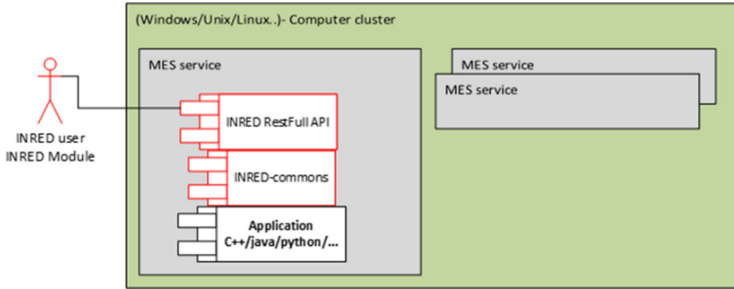 (Windows/Unix/Linux..)- Computer cluster
MES service
MES service
MES service
INRED RestFull API
INRED user
INRED Module
INRED-commons
Application
C++/java/python/...